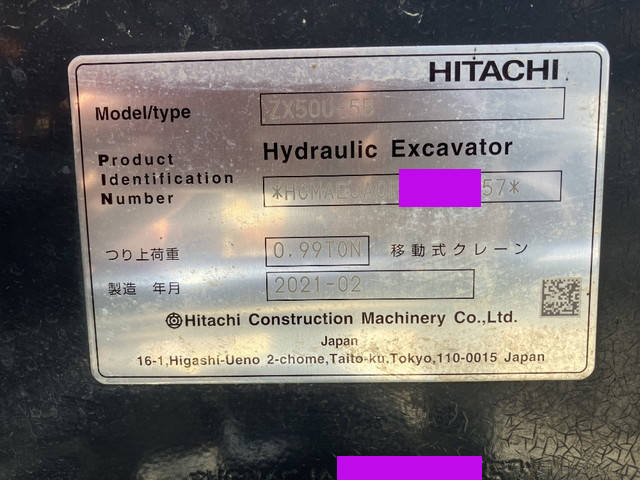 HITACHI
Model/type ZX50U-5B
Product Identification Number
Hydraulic Excavator
57*
つり上荷重 0.99TON 移動式クレーン
製造 年月 2021-02
Hitachi Construction Machinery Co.,Ltd.
Japan
16-1,Higashi-Ueno 2-chome,Taito-ku,Tokyo,110-0015 Japan